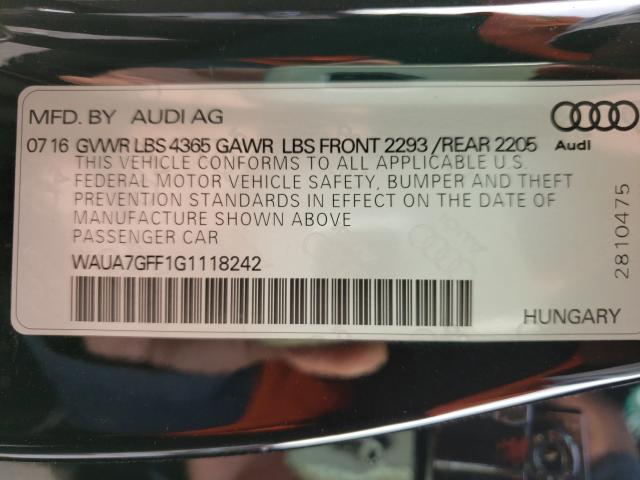 MFD. BY AUDI AG
07 16 GVWR LBS 4365 GAWR LBS FRONT 2293 /REAR 2205
THIS VEHICLE CONFORMS TO ALL APPLICABLE U.S.
FEDERAL MOTOR VEHICLE SAFETY, BUMPER AND THEFT
PREVENTION STANDARDS IN EFFECT ON THE DATE OF
MANUFACTURE SHOWN ABOVE
PASSENGER CAR
WAUA7GFF1G1118242
Audi
2810475
HUNGARY